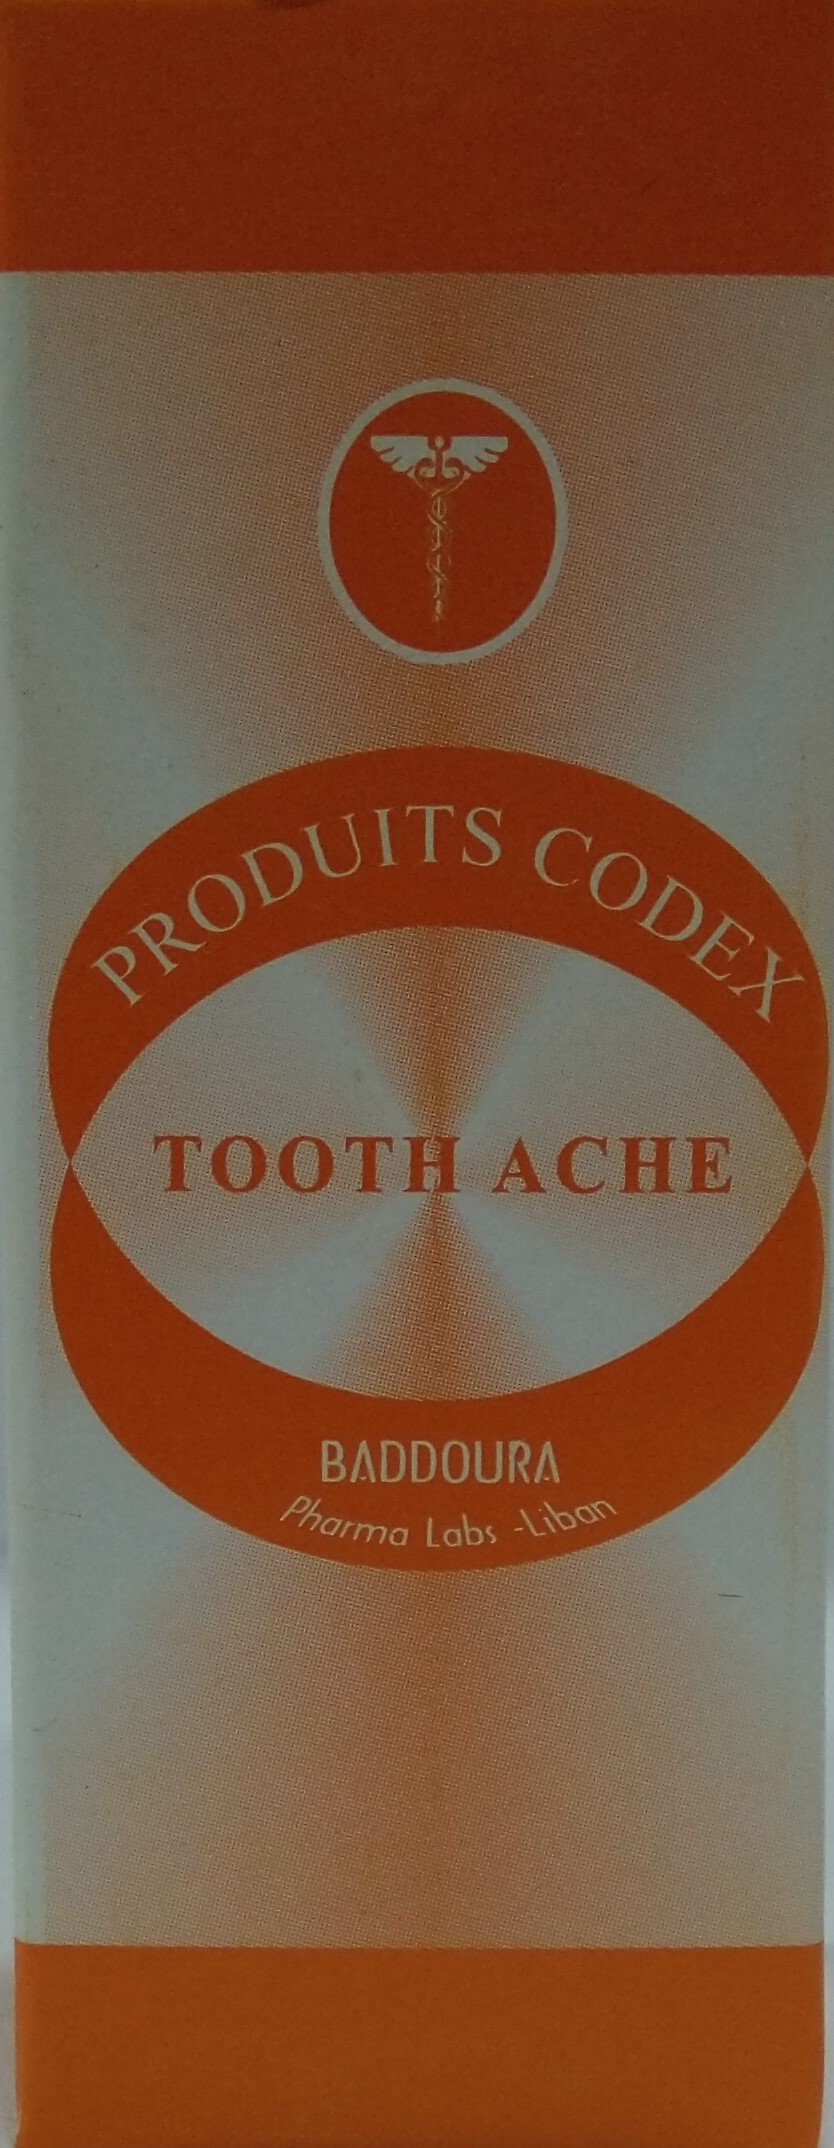 PRODUITS CODEX
TOOTH ACHE
BADDOURA
Pharma Labs -Liban